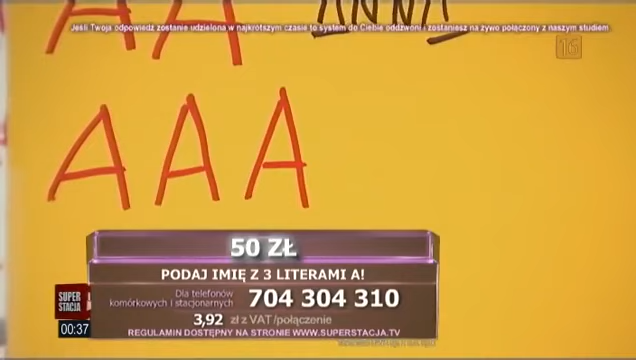 AA
ANNA
Jeśli Twoja odpowiedź zostanie udzielona w najkrótszym czasie to system do Ciebie oddzwoni i zostaniesz na żywo połączony z naszym studiem
16
AAA
50 ZŁ
PODAJ IMIĘ Z 3 LITERAMI A!
Dla telefonów
komórkowych i stacjonarnych
704 304 310
3,92 zł z VAT/połączenie
REGULAMIN DOSTĘPNY NA STRONIE WWW.SUPERSTACJA.TV
SUPER
STACJA
00:37